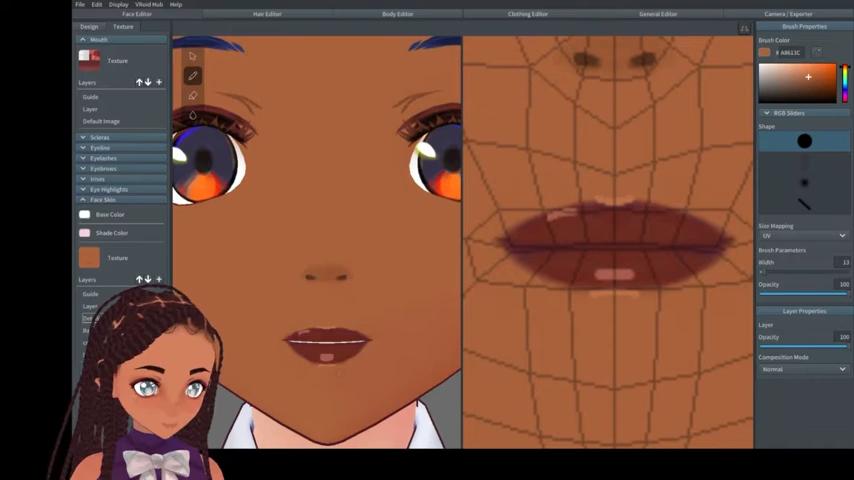 File Edit Display VRoid Hub Help
Face Editor Hair Editor Body Editor Clothing Editor General Editor Camera / Exporter
Design Texture
Mouth
Texture
Layers
Guide
Layer
Default Image
Scleras
Eyeline
Eyelashes
Eyebrows
Irises
Eye Highlights
Face Skin
Base Color
Shade Color
Texture
Layers
Guide
Layer
Brush Properties
Brush Color
# A8613C
RGB Sliders
Shape
Size Mapping
UV
Brush Parameters
Width 13
Opacity 100
Layer Properties
Layer
Opacity 100
Composition Mode
Normal